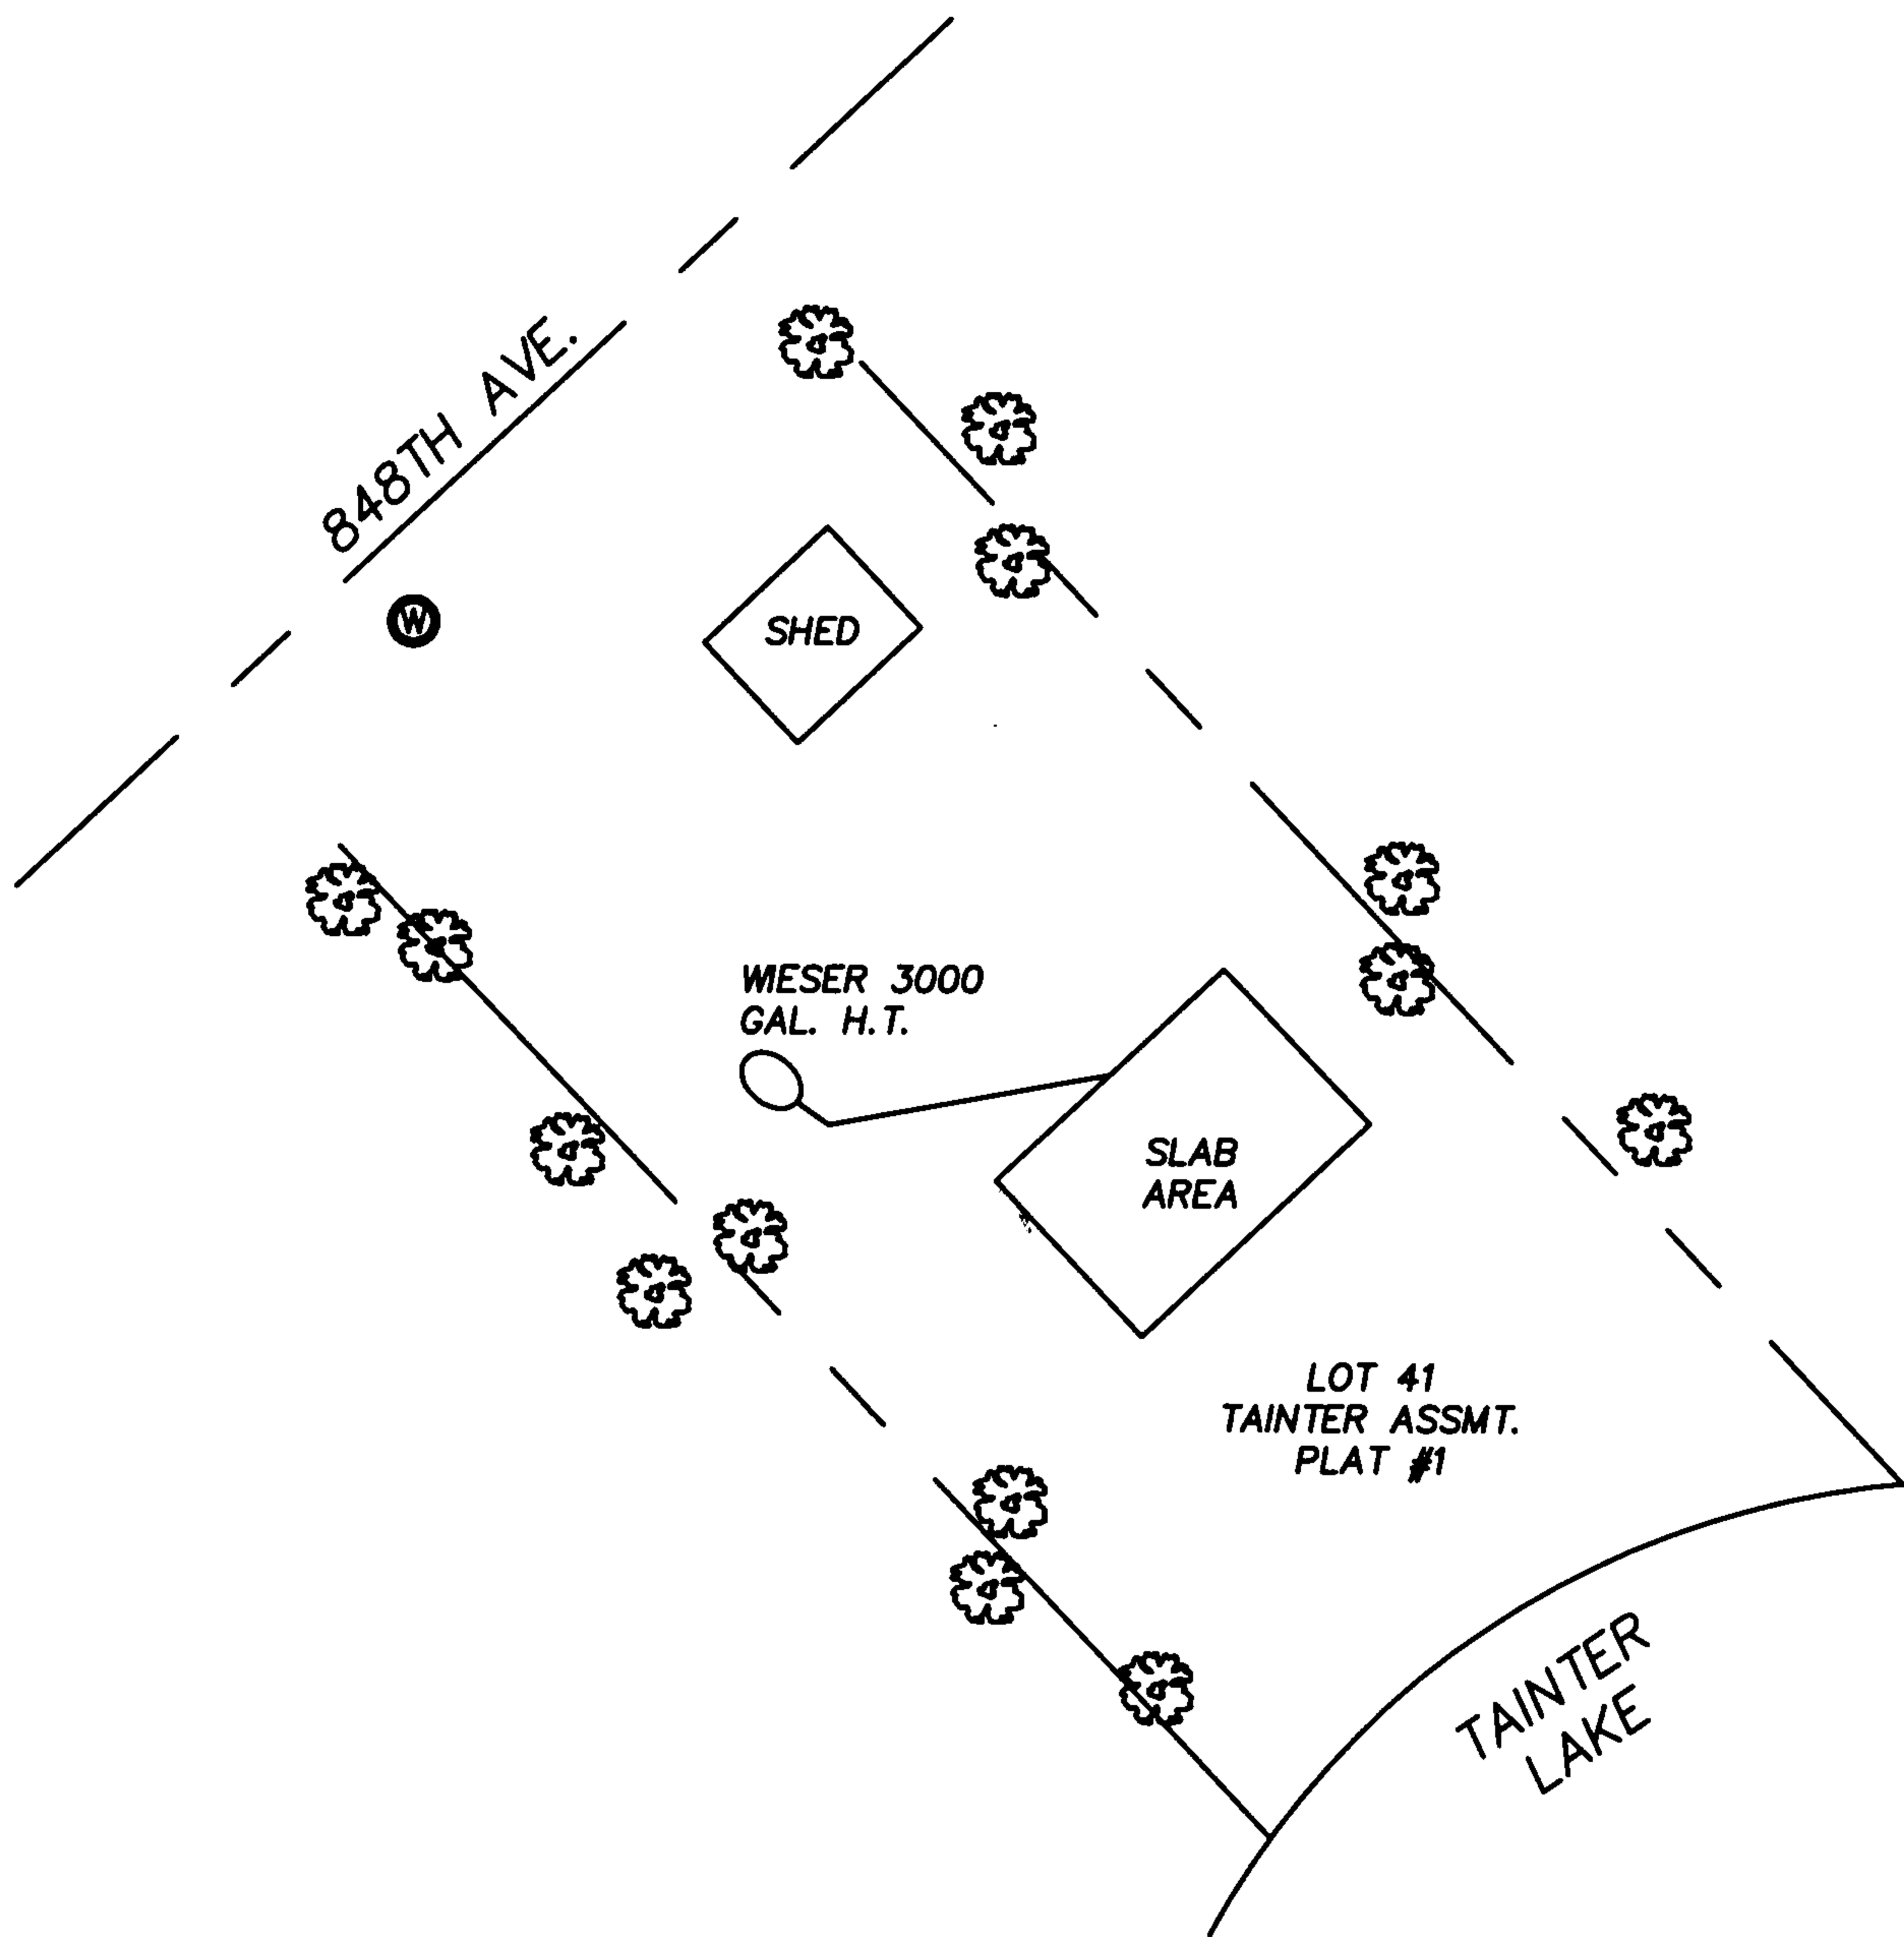 848TH AVE.
W
SHED
WIESER 3000
GAL. H.T.
SLAB
AREA
LOT 41
TAINTER ASSMT.
PLAT #1
TAINTER
LAKE